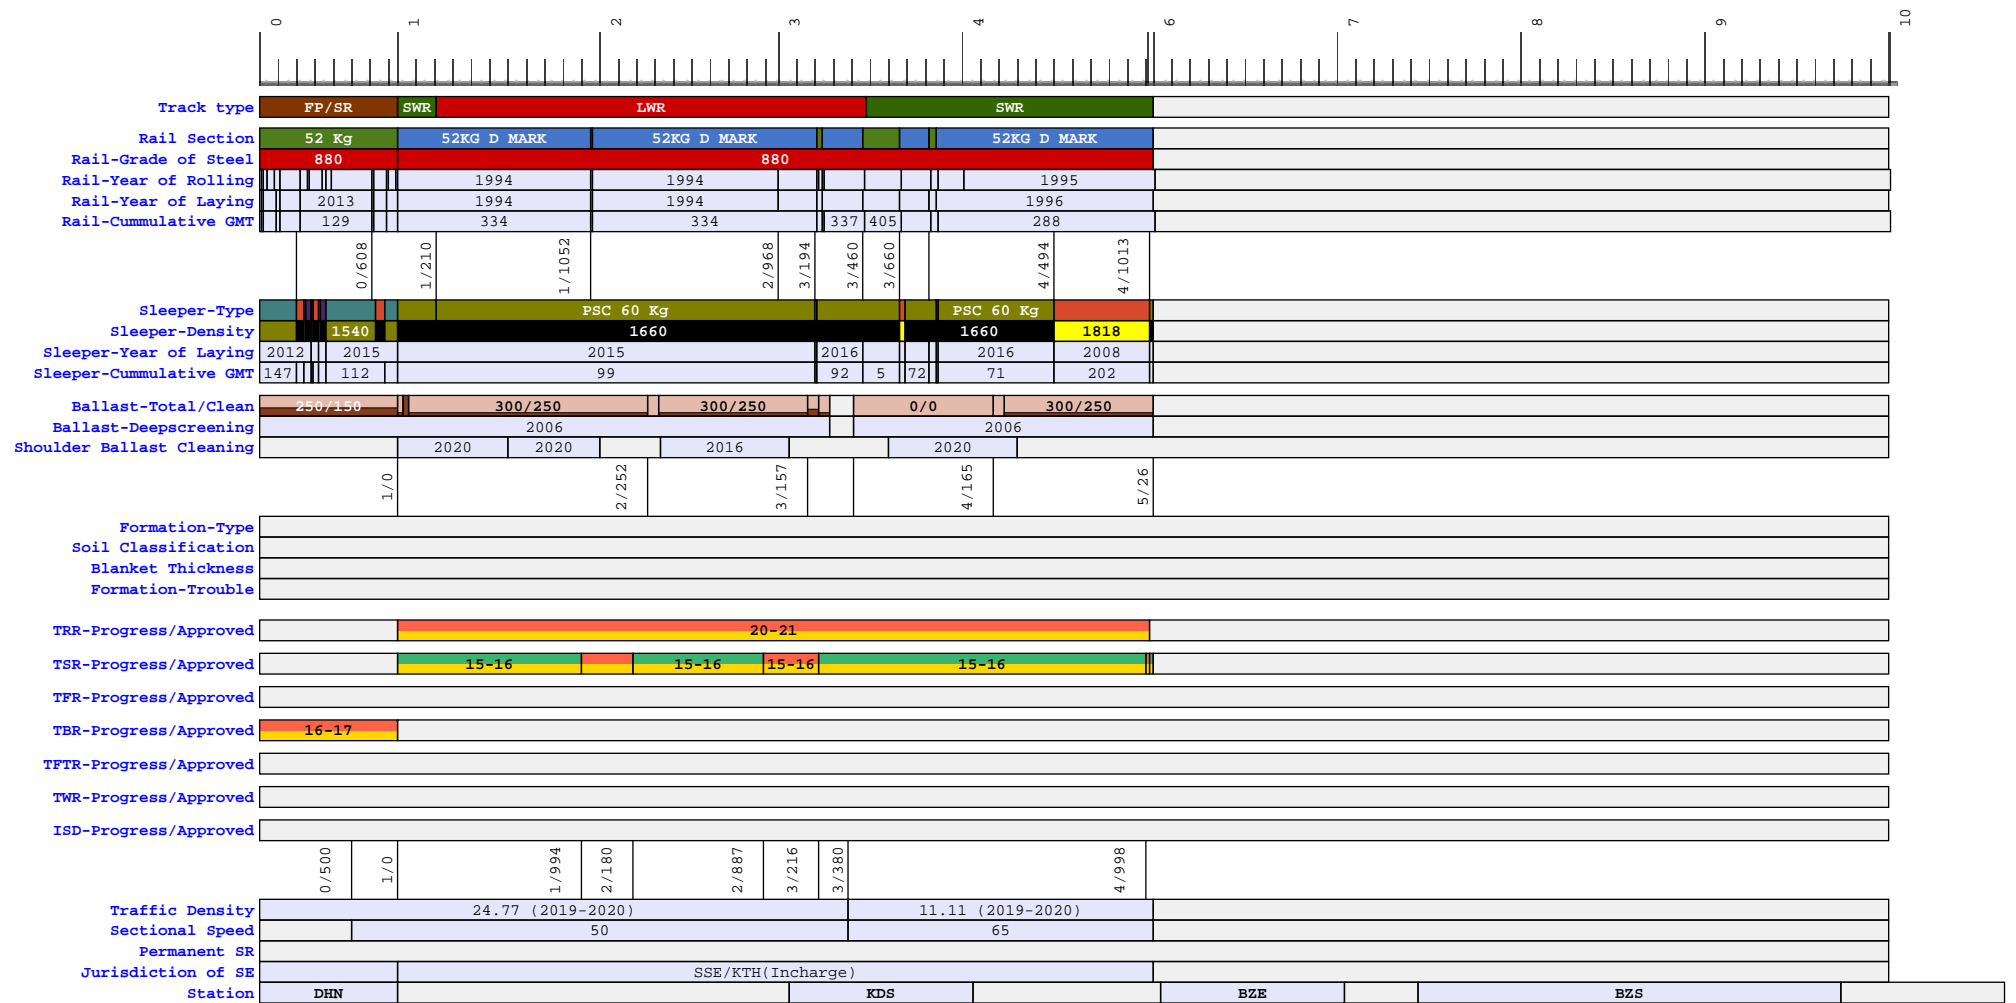 0 1 2 3 4 6 7 8 9 10
Track type FP/SR SWR LWR SWR
Rail Section 52 Kg 52KG D MARK 52KG D MARK 52KG D MARK
Rail-Grade of Steel 880 880
Rail-Year of Rolling 1994 1994 1995
Rail-Year of Laying 2013 1994 1994 1996
Rail-Cummulative GMT 129 334 334 337 405 288
0/608 1/210 1/1052 2/968 3/194 3/460 3/660 4/494 4/1013
Sleeper-Type PSC 60 Kg PSC 60 Kg
Sleeper-Density 1540 1660 1660 1818
Sleeper-Year of Laying 2012 2015 2015 2016 2016 2008
Sleeper-Cummulative GMT 147 112 99 92 5 72 71 202
Ballast-Total/Clean 250/150 300/250 300/250 0/0 300/250
Ballast-Deepscreening 2006 2006
Shoulder Ballast Cleaning 2020 2020 2016 2020
1/0 2/252 3/157 4/165 5/26
Formation-Type
Soil Classification
Blanket Thickness
Formation-Trouble
TRR-Progress/Approved 20-21
TSR-Progress/Approved 15-16 15-16 15-16 15-16
TFR-Progress/Approved
TBR-Progress/Approved 16-17
TFTR-Progress/Approved
TWR-Progress/Approved
ISD-Progress/Approved
0/500 1/0 1/994 2/180 2/887 3/216 3/380 4/998
Traffic Density 24.77 (2019-2020) 11.11 (2019-2020)
Sectional Speed 50 65
Permanent SR
Jurisdiction of SE SSE/KTH(Incharge)
Station DHN KDS BZE BZS